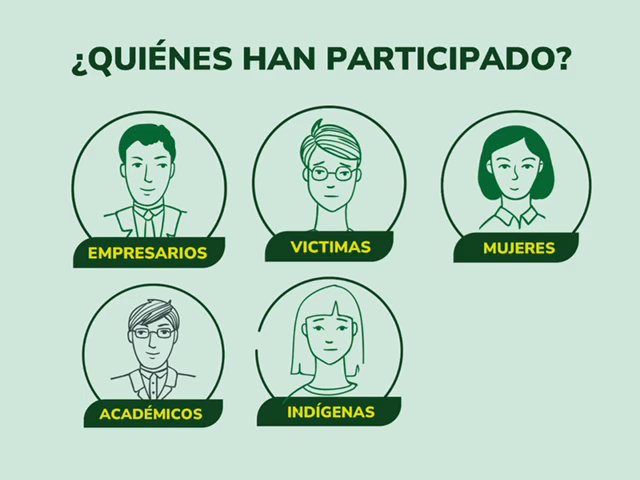 ¿QUIÉNES HAN PARTICIPADO?
EMPRESARIOS
VICTIMAS
MUJERES
ACADÉMICOS
INDÍGENAS